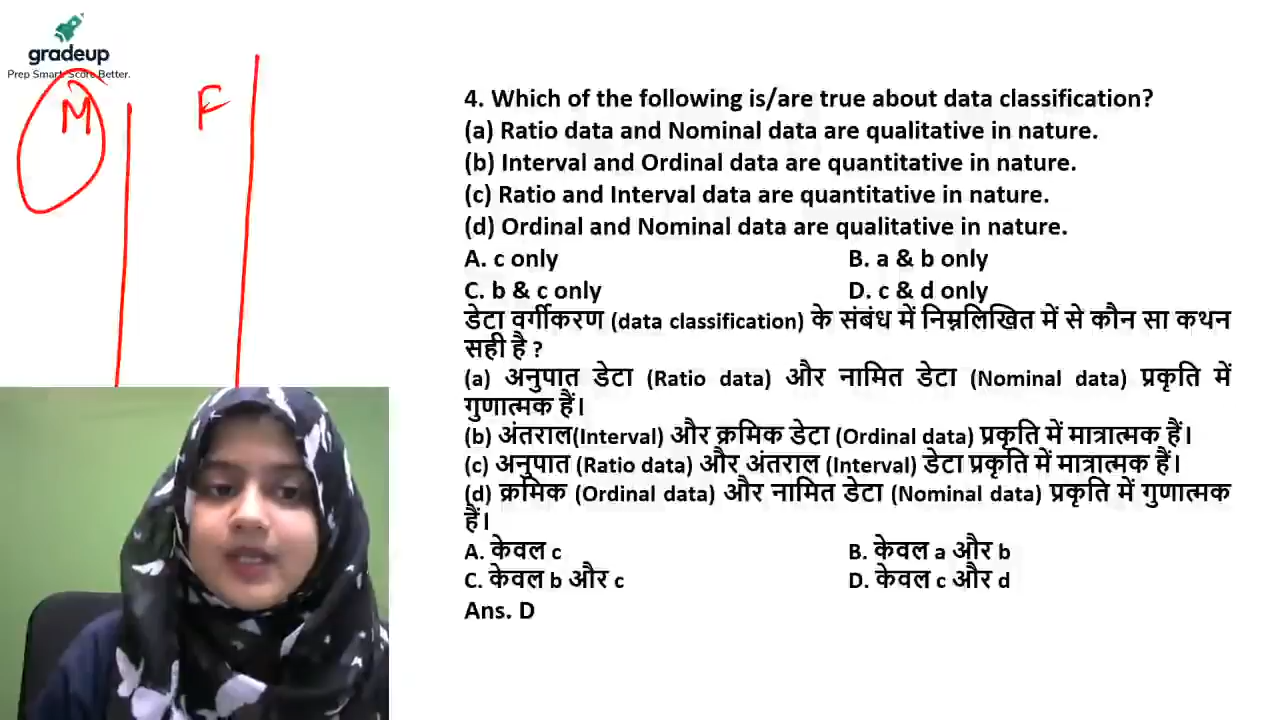 gradeup
Prep Smart. Score Better.
M F
4. Which of the following is/are true about data classification?
(a) Ratio data and Nominal data are qualitative in nature.
(b) Interval and Ordinal data are quantitative in nature.
(c) Ratio and Interval data are quantitative in nature.
(d) Ordinal and Nominal data are qualitative in nature.
A. c only B. a & b only
C. b & c only D. c & d only
डेटा वर्गीकरण (data classification) के संबंध में निम्नलिखित में से कौन सा कथन
सही है ?
(a) अनुपात डेटा (Ratio data) और नामित डेटा (Nominal data) प्रकृति में
गुणात्मक हैं।
(b) अंतराल(Interval) और क्रमिक डेटा (Ordinal data) प्रकृति में मात्रात्मक हैं।
(c) अनुपात (Ratio data) और अंतराल (Interval) डेटा प्रकृति में मात्रात्मक हैं।
(d) क्रमिक (Ordinal data) और नामित डेटा (Nominal data) प्रकृति में गुणात्मक
हैं।
A. केवल c B. केवल a और b
C. केवल b और c D. केवल c और d
Ans. D